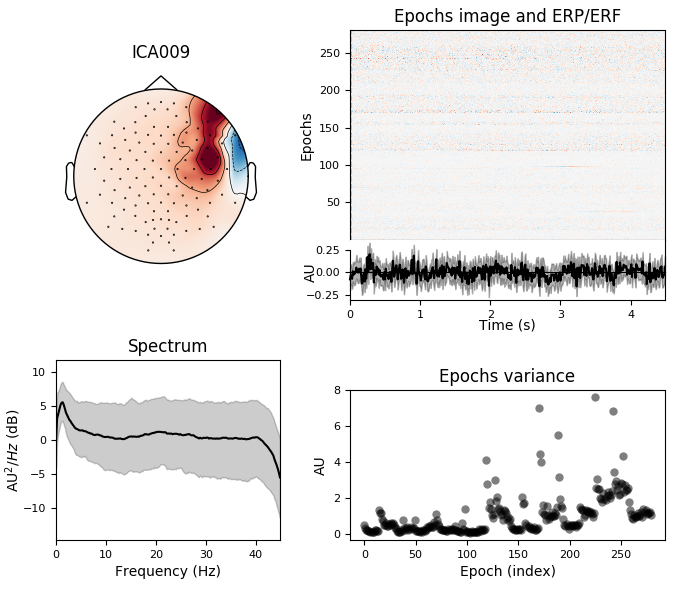 ICA009
Epochs image and ERP/ERF
Epochs
250
200
150
100
50
AU
0.25
0.00
−0.25
0 1 2 3 4
Time (s)
Spectrum
AU²/Hz (dB)
10
5
0
−5
−10
0 10 20 30 40
Frequency (Hz)
Epochs variance
AU
8
6
4
2
0
0 50 100 150 200 250
Epoch (index)